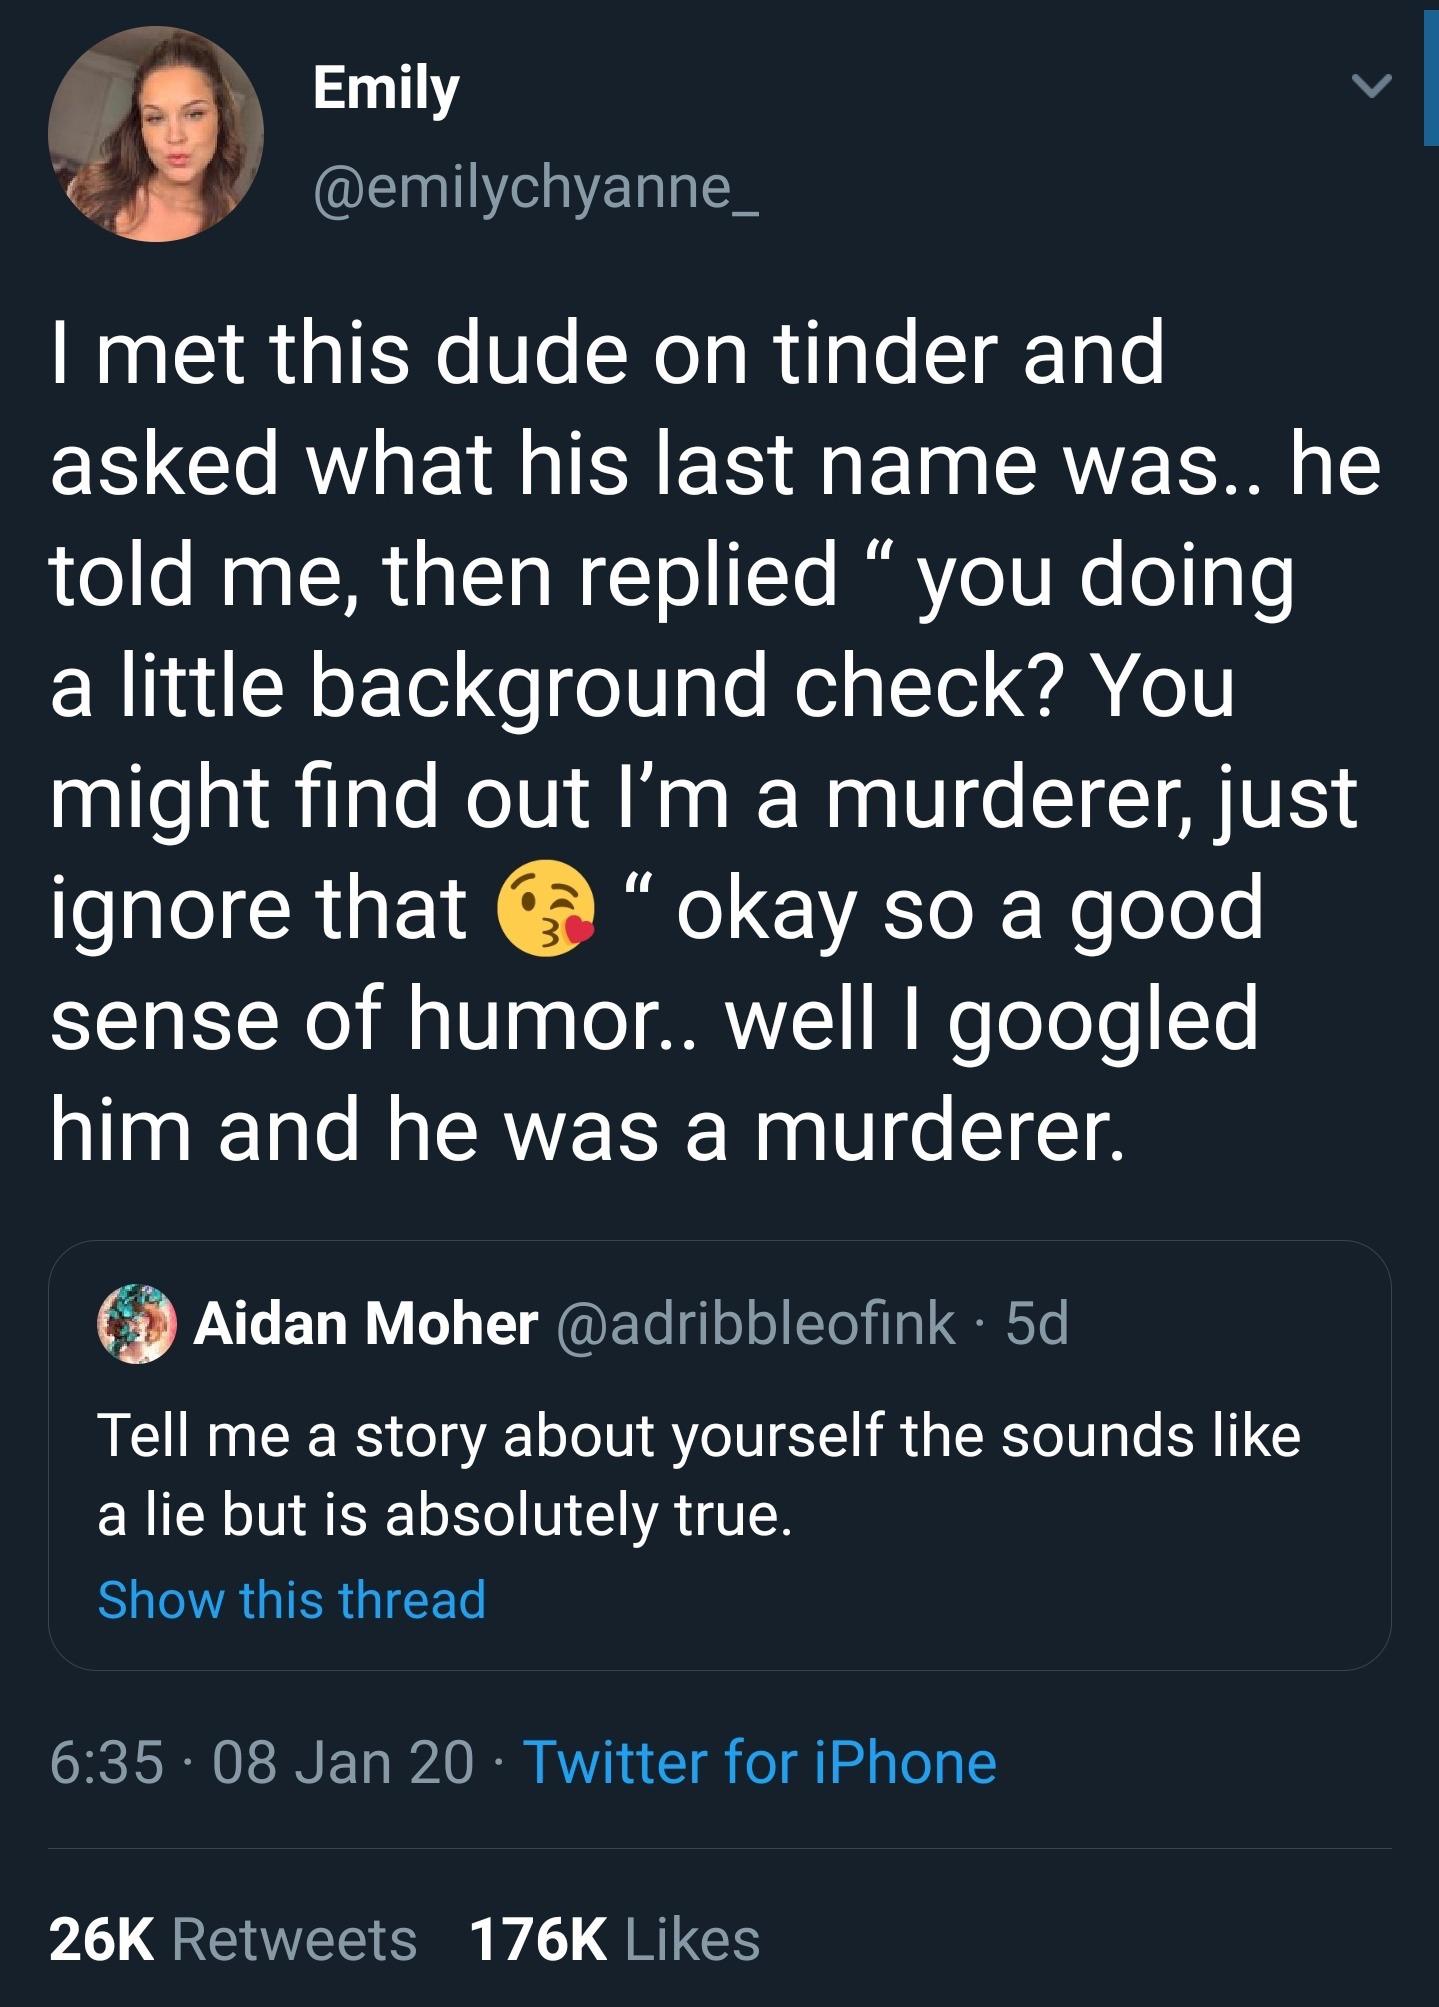 Emily
@emilychyanne_
I met this dude on tinder and
asked what his last name was.. he
told me, then replied “ you doing
a little background check? You
might find out I’m a murderer, just
ignore that 😘 “ okay so a good
sense of humor.. well I googled
him and he was a murderer.
Aidan Moher @adribbleofink · 5d
Tell me a story about yourself the sounds like
a lie but is absolutely true.
Show this thread
6:35 · 08 Jan 20 · Twitter for iPhone
26K Retweets 176K Likes